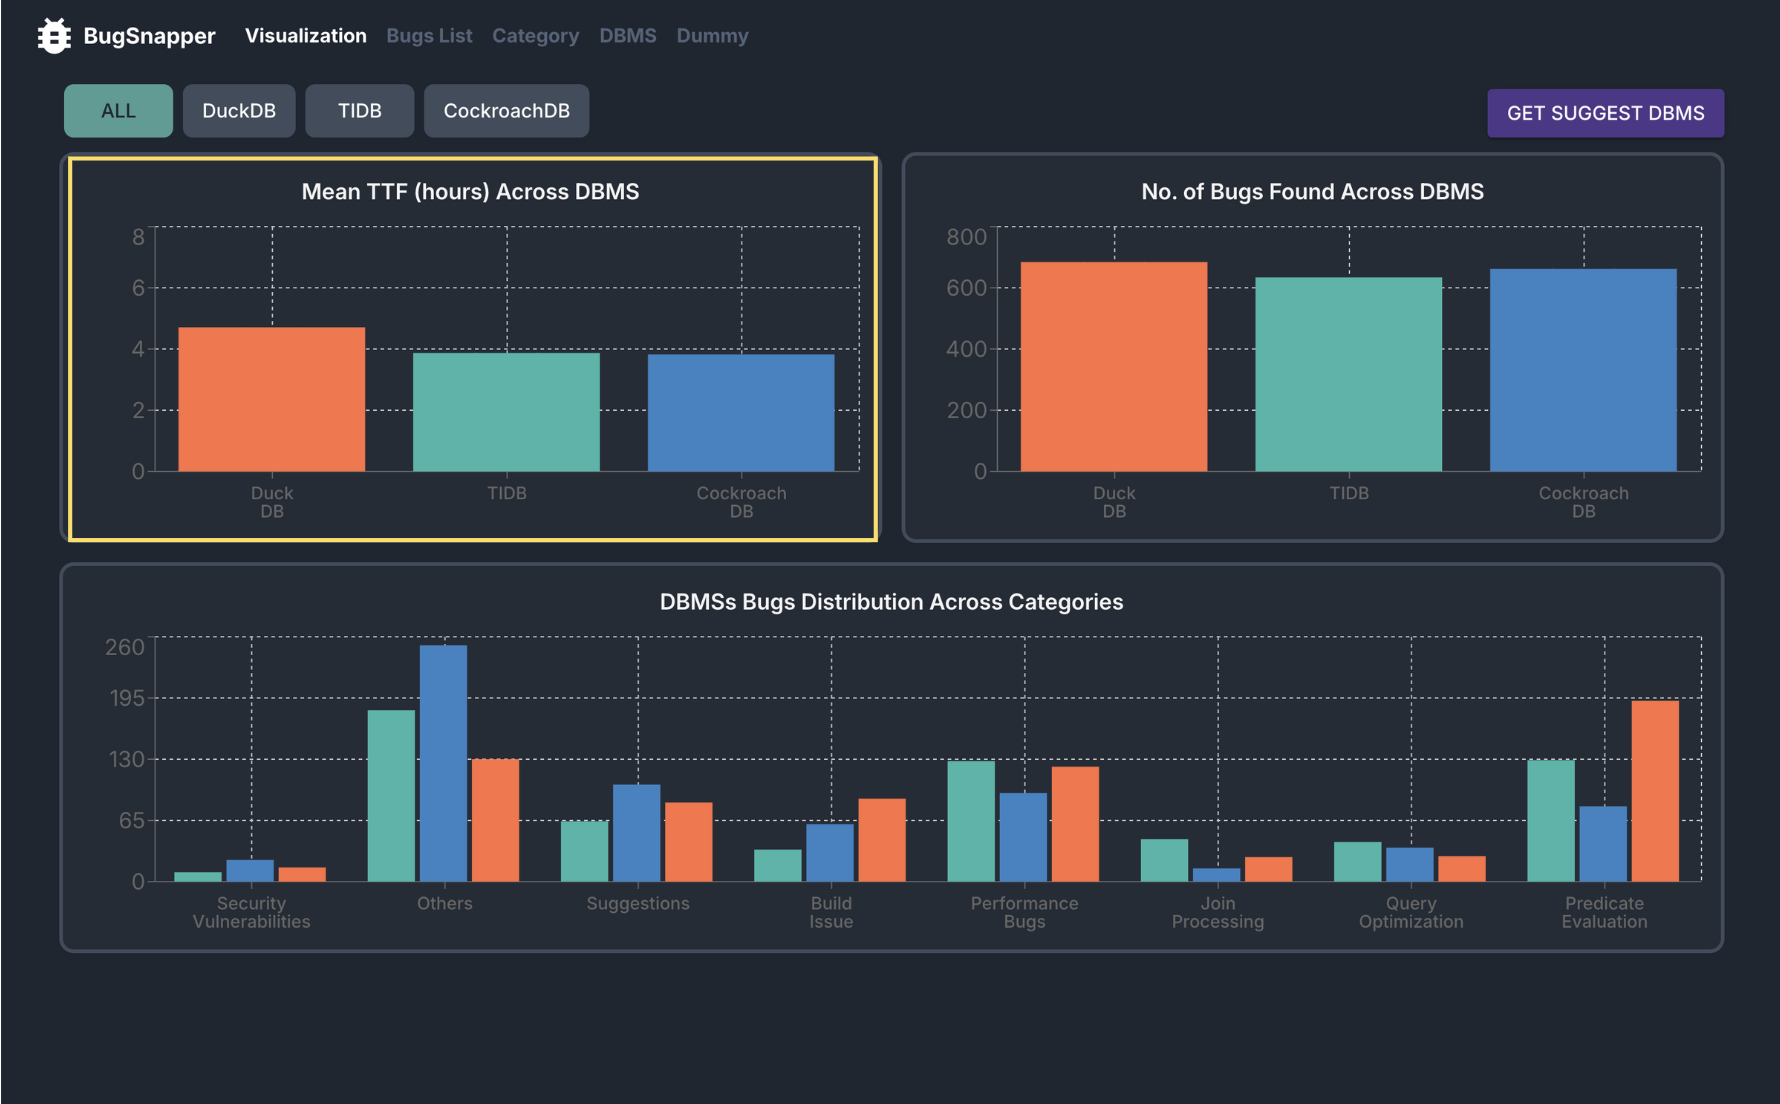 BugSnapper Visualization Bugs List Category DBMS Dummy
ALL DuckDB TIDB CockroachDB
GET SUGGEST DBMS
Mean TTF (hours) Across DBMS
8
6
4
2
0
Duck
DB
TIDB
Cockroach
DB
No. of Bugs Found Across DBMS
800
600
400
200
0
Duck
DB
TIDB
Cockroach
DB
DBMSs Bugs Distribution Across Categories
260
195
130
65
0
Security
Vulnerabilities
Others
Suggestions
Build
Issue
Performance
Bugs
Join
Processing
Query
Optimization
Predicate
Evaluation